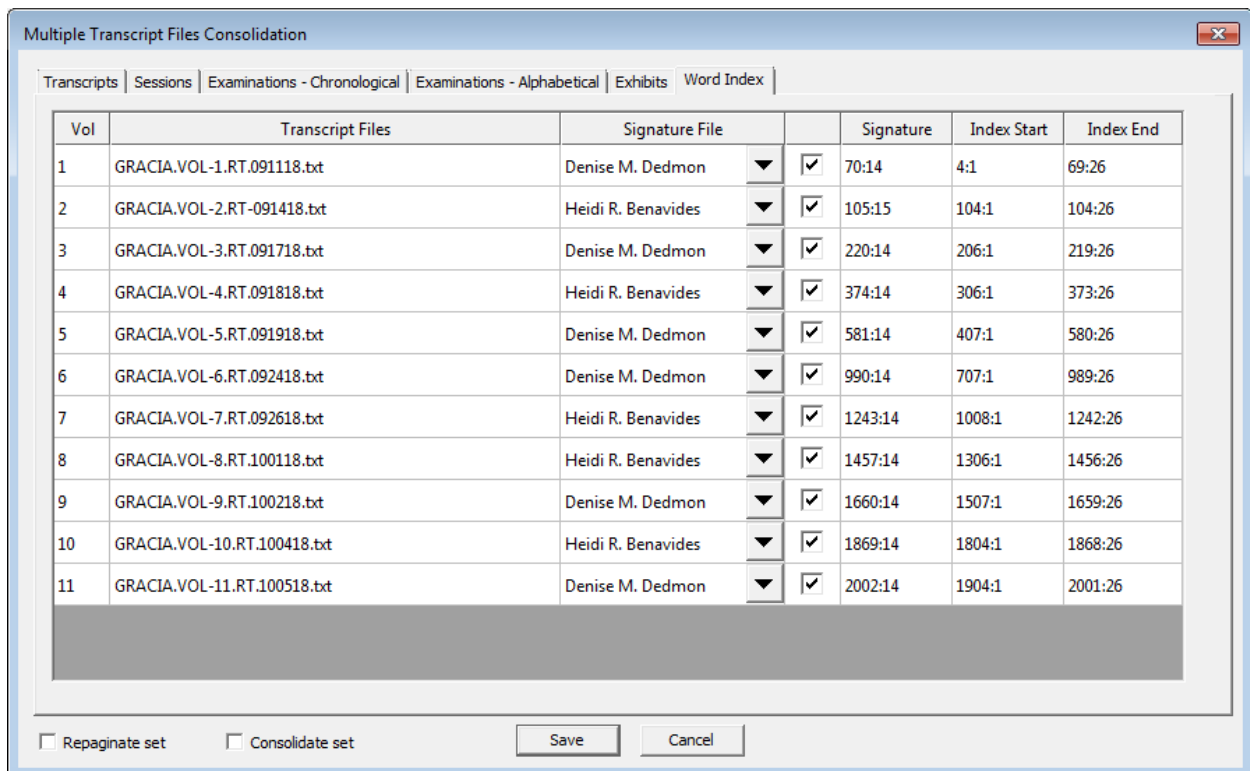 Multiple Transcript Files Consolidation
Transcripts Sessions Examinations - Chronological Examinations - Alphabetical Exhibits Word Index
Vol Transcript Files Signature File Signature Index Start Index End
1 GRACIA.VOL-1.RT.091118.txt Denise M. Dedmon 70:14 4:1 69:26
2 GRACIA.VOL-2.RT-091418.txt Heidi R. Benavides 105:15 104:1 104:26
3 GRACIA.VOL-3.RT.091718.txt Denise M. Dedmon 220:14 206:1 219:26
4 GRACIA.VOL-4.RT.091818.txt Heidi R. Benavides 374:14 306:1 373:26
5 GRACIA.VOL-5.RT.091918.txt Denise M. Dedmon 581:14 407:1 580:26
6 GRACIA.VOL-6.RT.092418.txt Denise M. Dedmon 990:14 707:1 989:26
7 GRACIA.VOL-7.RT.092618.txt Heidi R. Benavides 1243:14 1008:1 1242:26
8 GRACIA.VOL-8.RT.100118.txt Heidi R. Benavides 1457:14 1306:1 1456:26
9 GRACIA.VOL-9.RT.100218.txt Denise M. Dedmon 1660:14 1507:1 1659:26
10 GRACIA.VOL-10.RT.100418.txt Heidi R. Benavides 1869:14 1804:1 1868:26
11 GRACIA.VOL-11.RT.100518.txt Denise M. Dedmon 2002:14 1904:1 2001:26
Repaginate set Consolidate set Save Cancel